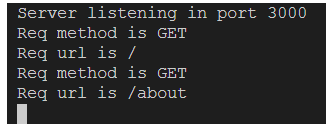 Server listening in port 3000
Req method is GET
Req url is /
Req method is GET
Req url is /about